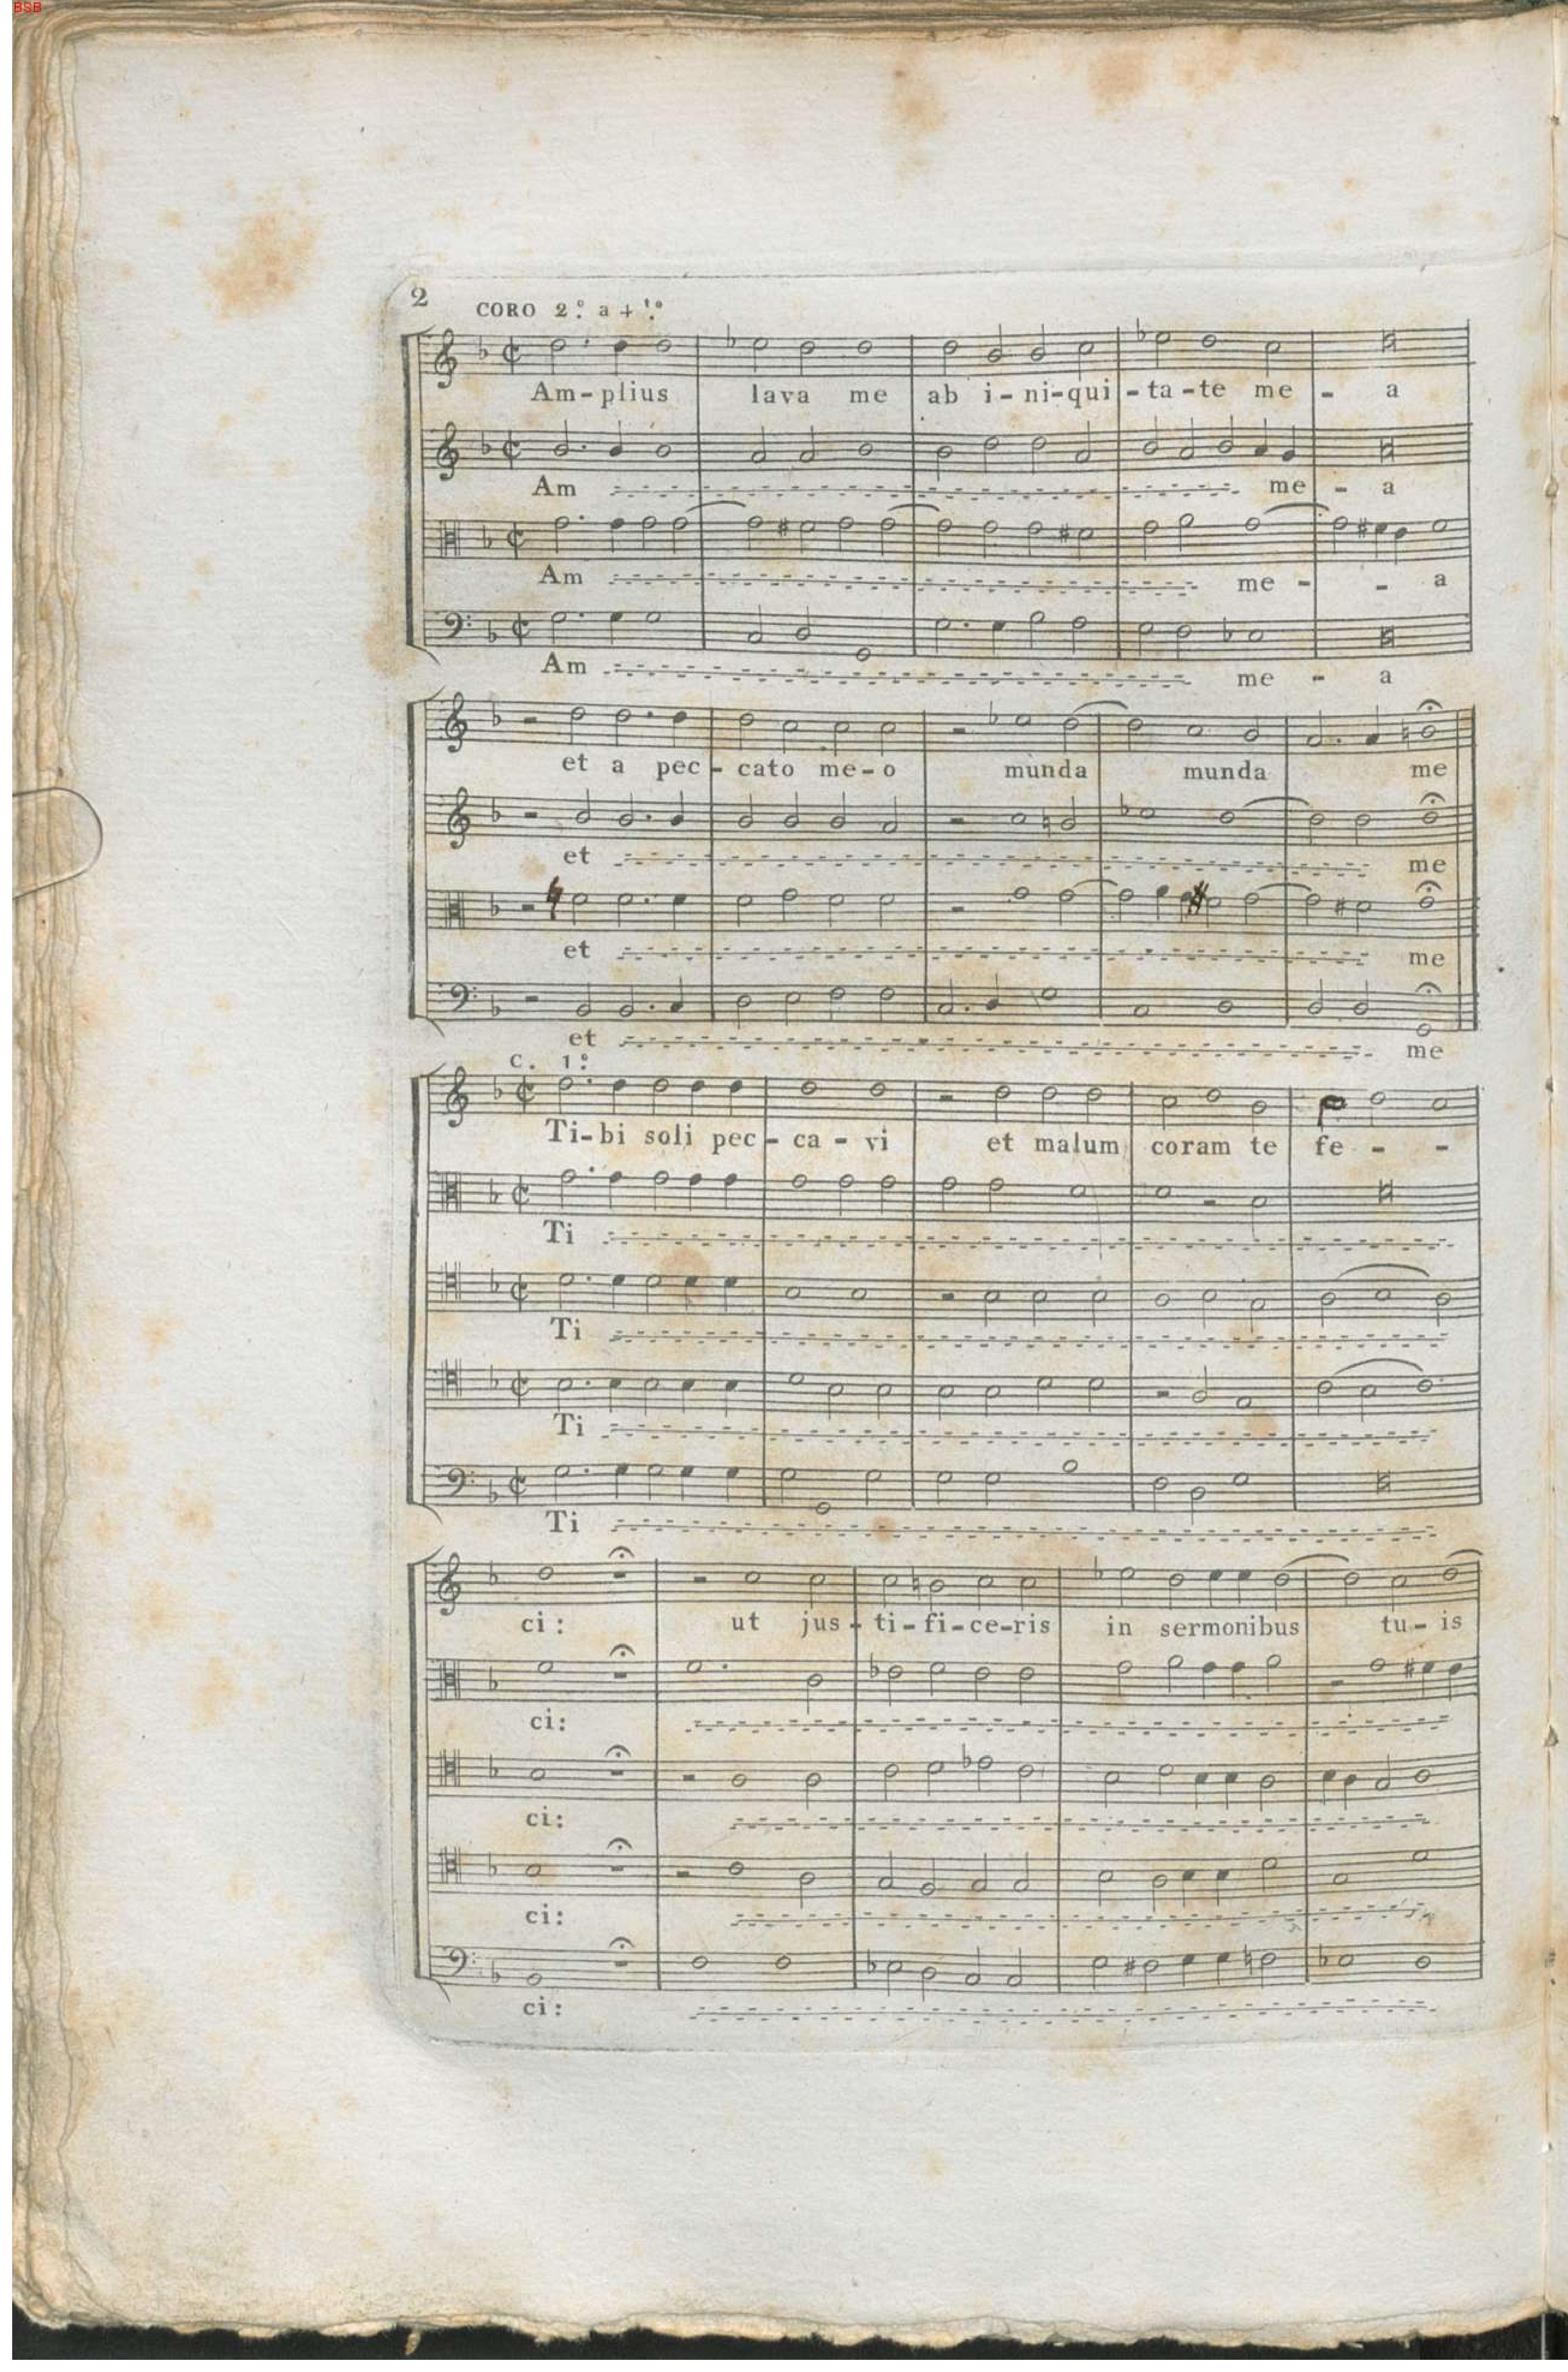 BSB
2 CORO 2.º a 4.tº
Am-plius lava me ab i-ni-qui-ta-te me - a
Am me - a
Am me - - a
Am me - a
et a pec-cato me-o munda munda me
et me
et me
et me
C. 1.º
Ti-bi soli pec-ca-vi et malum coram te fe - -
Ti
Ti
Ti
Ti
ci: ut jus-ti-fi-ce-ris in sermonibus tu-is
ci:
ci:
ci:
ci: